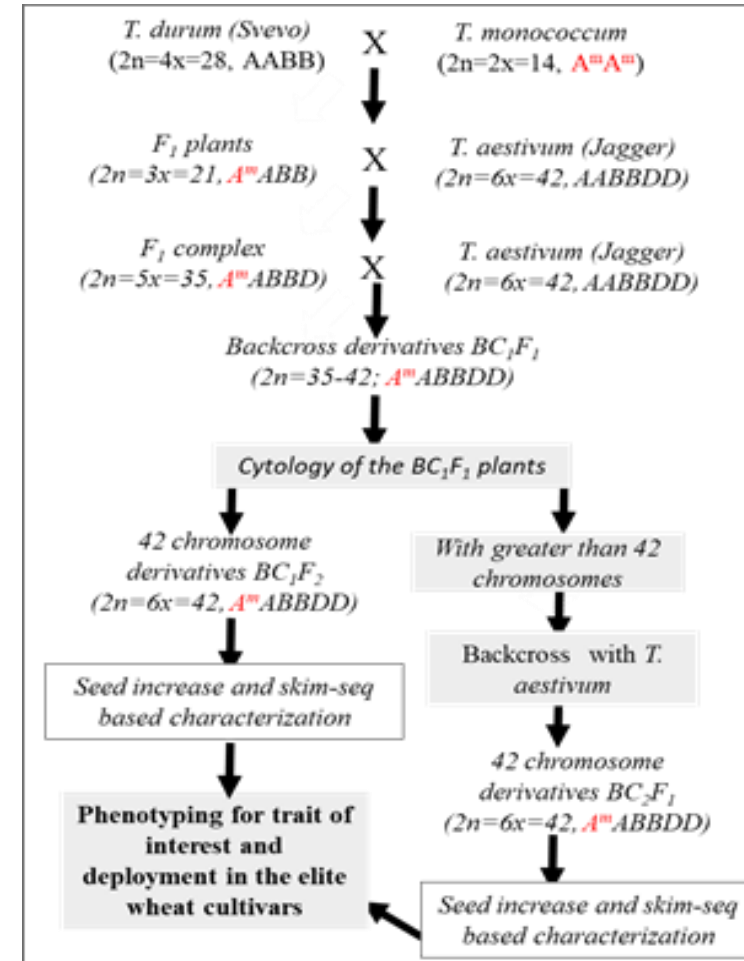 T. durum (Svevo) X T. monococcum
(2n=4x=28, AABB) (2n=2x=14, AᵐAᵐ)
F₁ plants X T. aestivum (Jagger)
(2n=3x=21, AᵐABB) (2n=6x=42, AABBDD)
F₁ complex X T. aestivum (Jagger)
(2n=5x=35, AᵐABBD) (2n=6x=42, AABBDD)
Backcross derivatives BC₁F₁
(2n=35-42; AᵐABBDD)
Cytology of the BC₁F₁ plants
42 chromosome
derivatives BC₁F₂
(2n=6x=42, AᵐABBDD)
Seed increase and skim-seq
based characterization
Phenotyping for trait of
interest and
deployment in the elite
wheat cultivars
With greater than 42
chromosomes
Backcross with T.
aestivum
42 chromosome
derivatives BC₂F₁
(2n=6x=42, AᵐABBDD)
Seed increase and skim-seq
based characterization